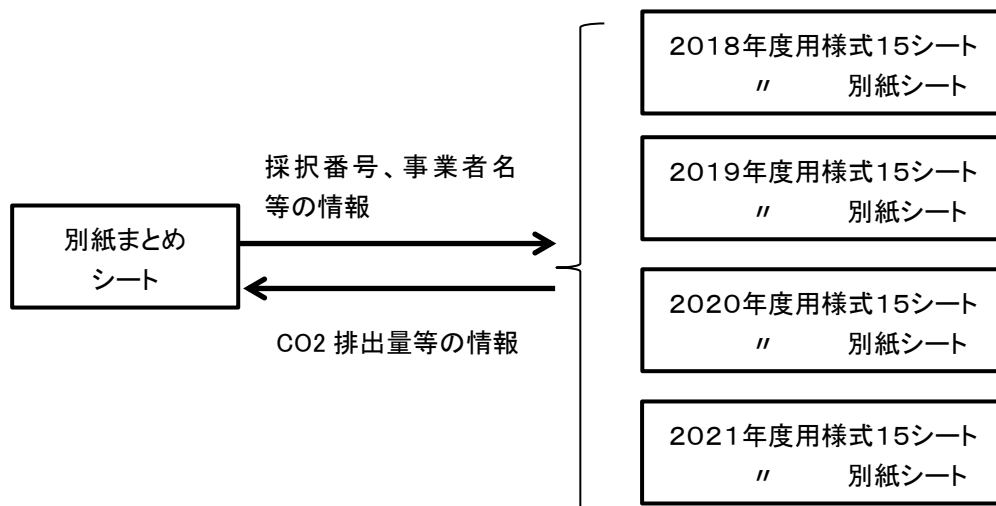 別紙まとめ
シート
採択番号、事業者名
等の情報
CO2 排出量等の情報
2018年度用様式15シート
〃 別紙シート
2019年度用様式15シート
〃 別紙シート
2020年度用様式15シート
〃 別紙シート
2021年度用様式15シート
〃 別紙シート